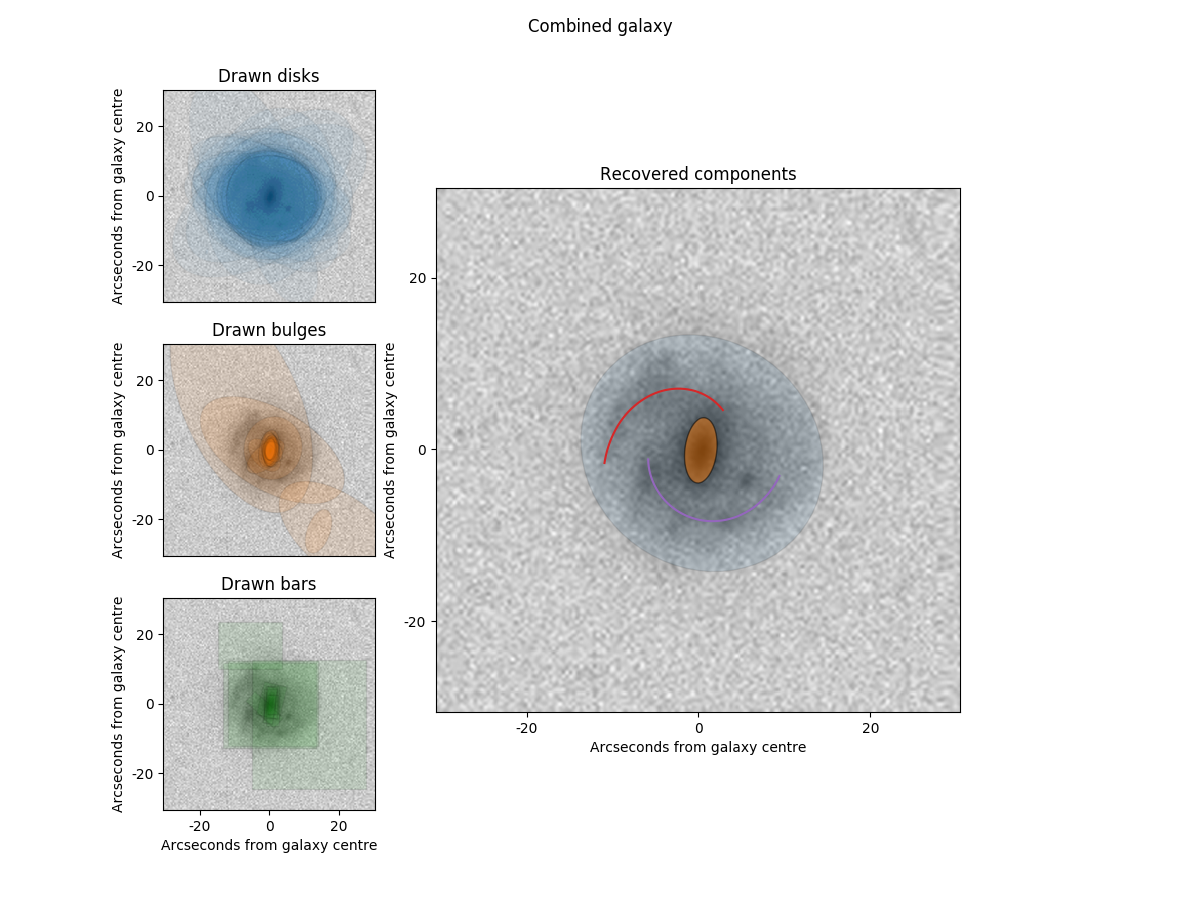 Combined galaxy
Drawn disks
Arcseconds from galaxy centre
20
0
-20
Drawn bulges
Arcseconds from galaxy centre
20
0
-20
Drawn bars
Arcseconds from galaxy centre
20
0
-20
-20 0 20
Arcseconds from galaxy centre
Recovered components
Arcseconds from galaxy centre
20
0
-20
-20 0 20
Arcseconds from galaxy centre